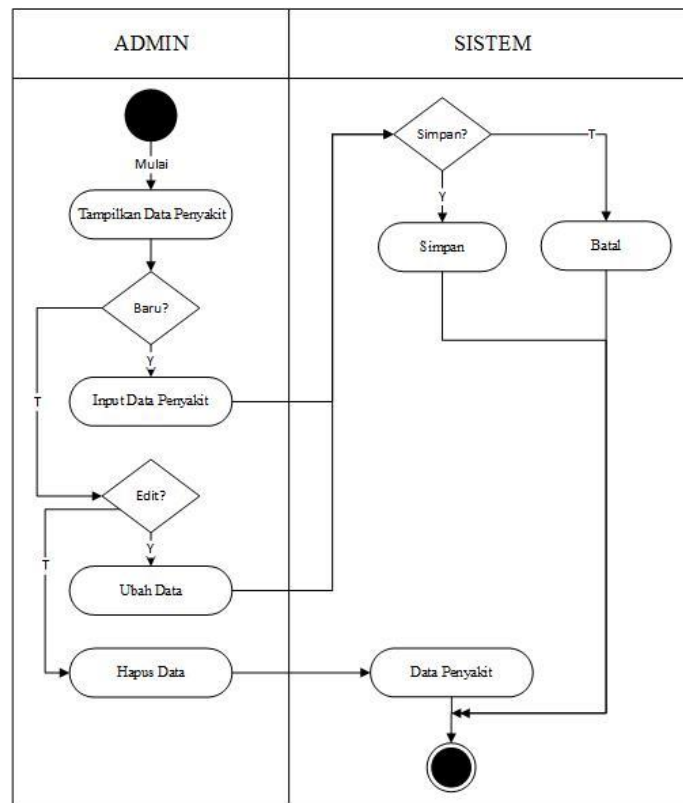 ADMIN
SISTEM
Mulai
Simpan?
T
Y
Tampilkan Data Penyakit
Simpan
Batal
Baru?
Y
T
Input Data Penyakit
Edit?
Y
T
Ubah Data
Hapus Data
Data Penyakit